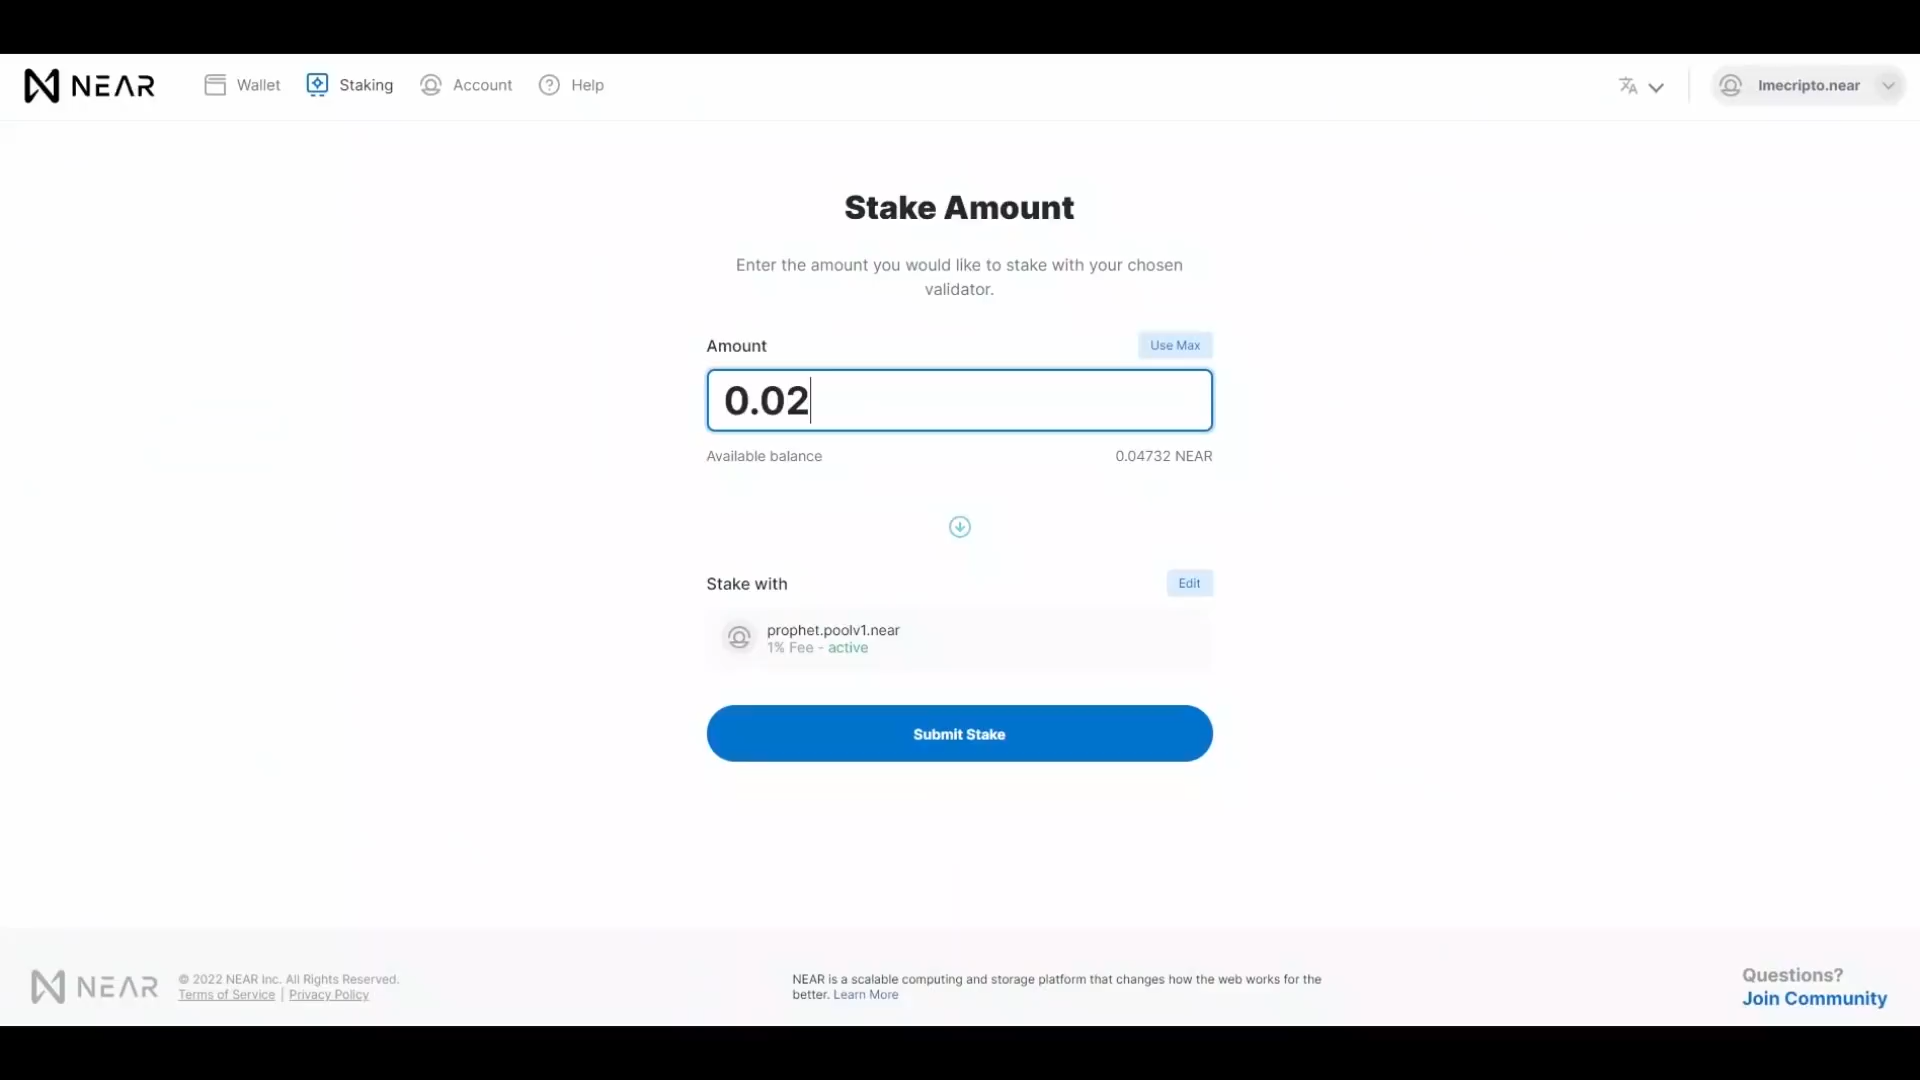 NEAR
Wallet
Staking
Account
Help
lmecripto.near
Stake Amount
Enter the amount you would like to stake with your chosen
validator.
Amount
Use Max
0.02
Available balance
0.04732 NEAR
Stake with
Edit
prophet.poolv1.near
1% Fee - active
Submit Stake
NEAR
© 2022 NEAR Inc. All Rights Reserved.
Terms of Service | Privacy Policy
NEAR is a scalable computing and storage platform that changes how the web works for the
better. Learn More
Questions?
Join Community